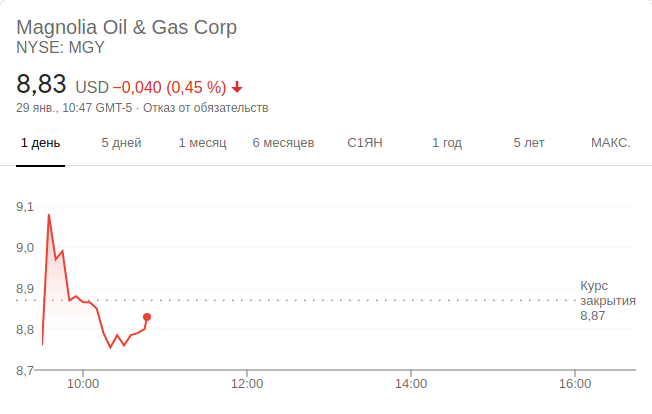 Magnolia Oil & Gas Corp
NYSE: MGY
8,83 USD −0,040 (0,45 %)
29 янв., 10:47 GMT-5 · Отказ от обязательств
1 день 5 дней 1 месяц 6 месяцев С1ЯН 1 год 5 лет МАКС.
9,1
9,0
8,9
8,8
8,7
Курс
закрытия
8,87
10:00 12:00 14:00 16:00